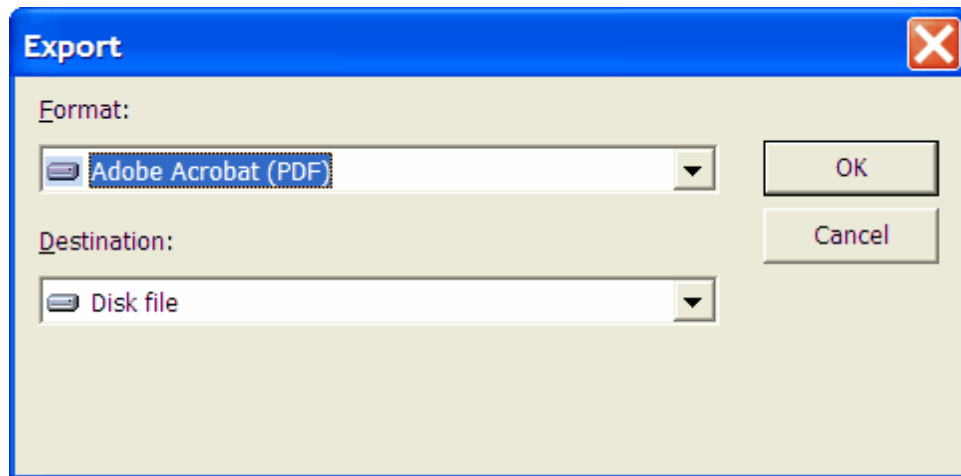 Export
Format:
Adobe Acrobat (PDF)
OK
Destination:
Cancel
Disk file